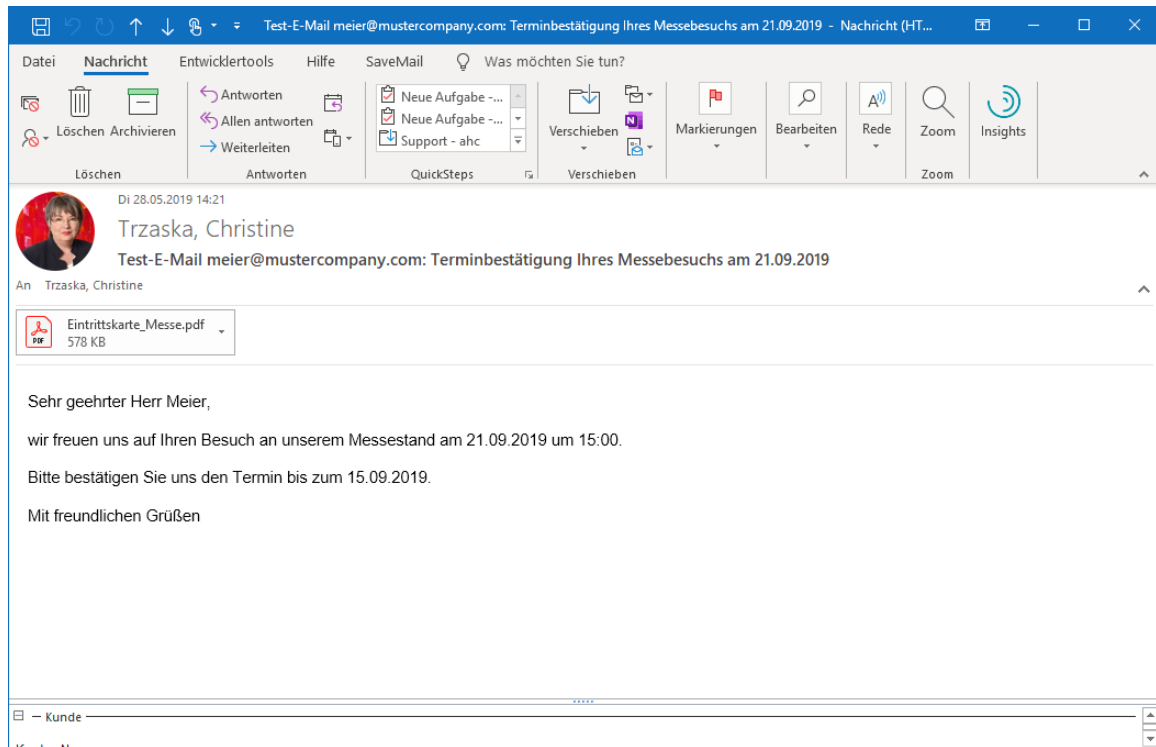 Test-E-Mail meier@mustercompany.com: Terminbestätigung Ihres Messebesuchs am 21.09.2019 - Nachricht (HT...
Datei Nachricht Entwicklertools Hilfe SaveMail Was möchten Sie tun?
Löschen Archivieren
Löschen
Antworten
Allen antworten
Weiterleiten
Antworten
Neue Aufgabe -...
Neue Aufgabe -...
Support - ahc
QuickSteps
Verschieben
Verschieben
Markierungen
Bearbeiten
Rede
Zoom
Zoom
Insights
Di 28.05.2019 14:21
Trzaska, Christine
Test-E-Mail meier@mustercompany.com: Terminbestätigung Ihres Messebesuchs am 21.09.2019
An Trzaska, Christine
PDF
Eintrittskarte_Messe.pdf
578 KB
Sehr geehrter Herr Meier,
wir freuen uns auf Ihren Besuch an unserem Messestand am 21.09.2019 um 15:00.
Bitte bestätigen Sie uns den Termin bis zum 15.09.2019.
Mit freundlichen Grüßen
Kunde